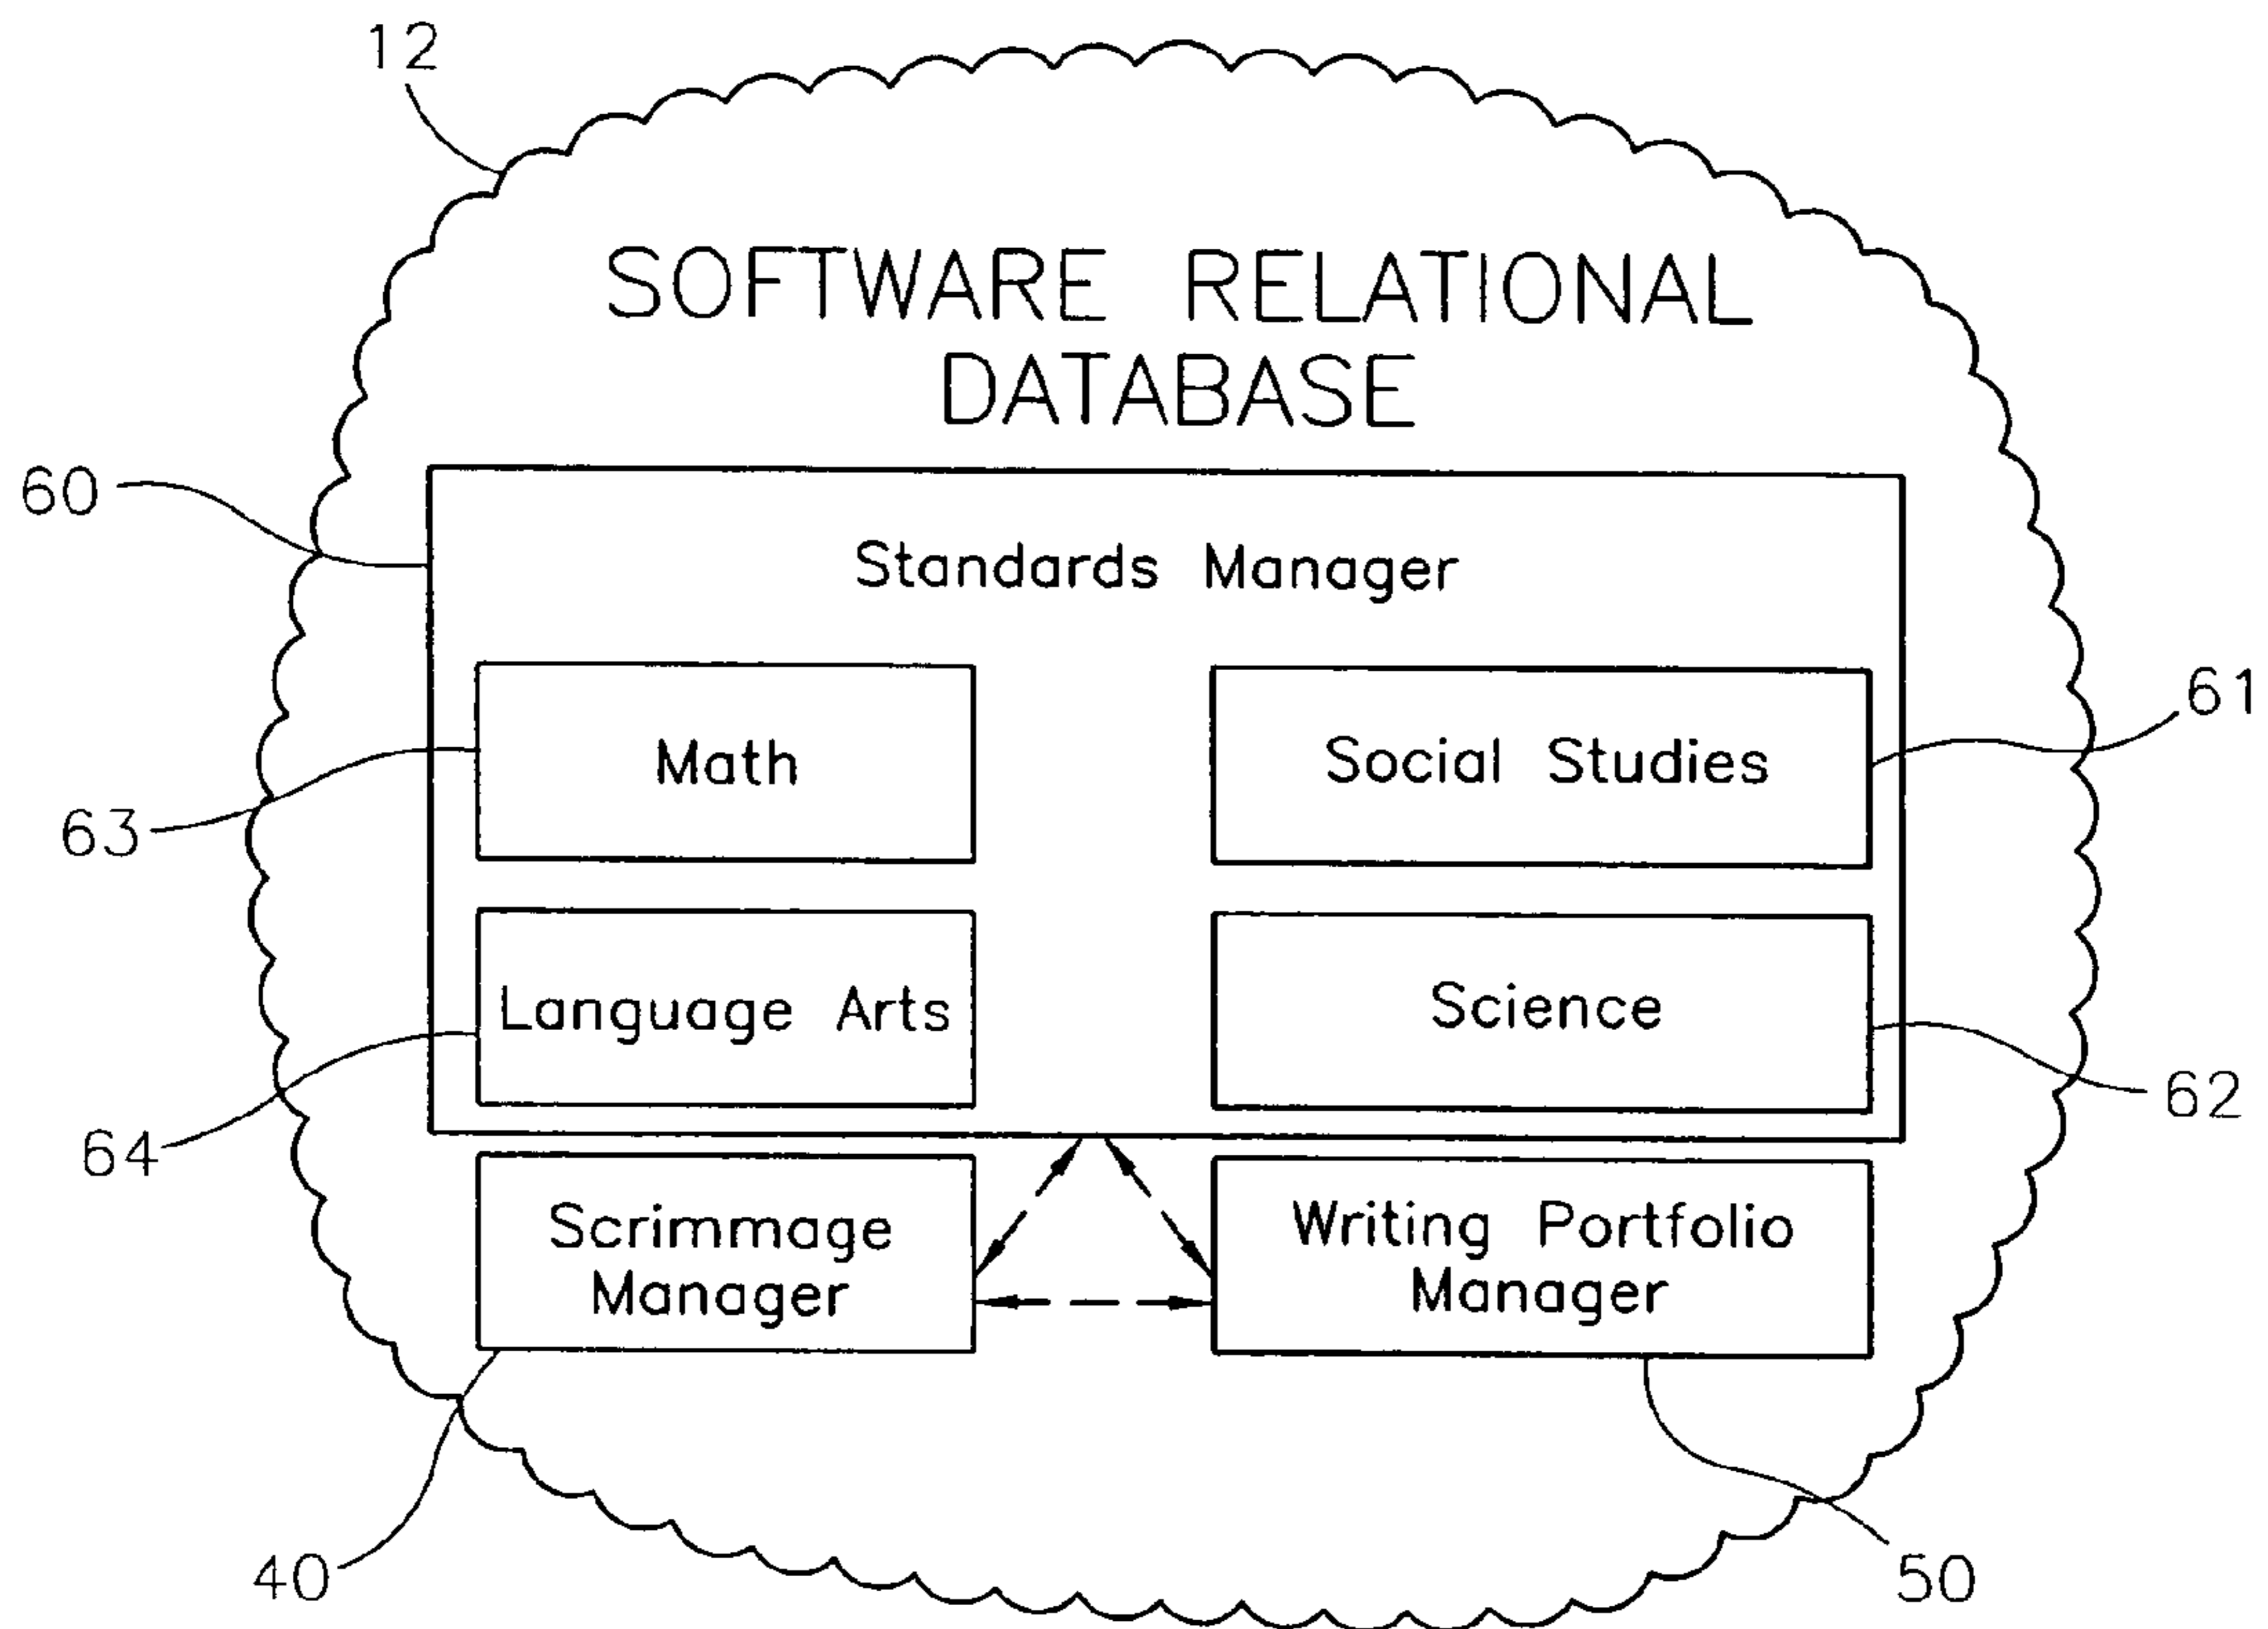 12
SOFTWARE RELATIONAL
DATABASE
60
Standards Manager
61
Math
Social Studies
63
Language Arts
Science
62
64
Scrimmage
Manager
Writing Portfolio
Manager
40
50